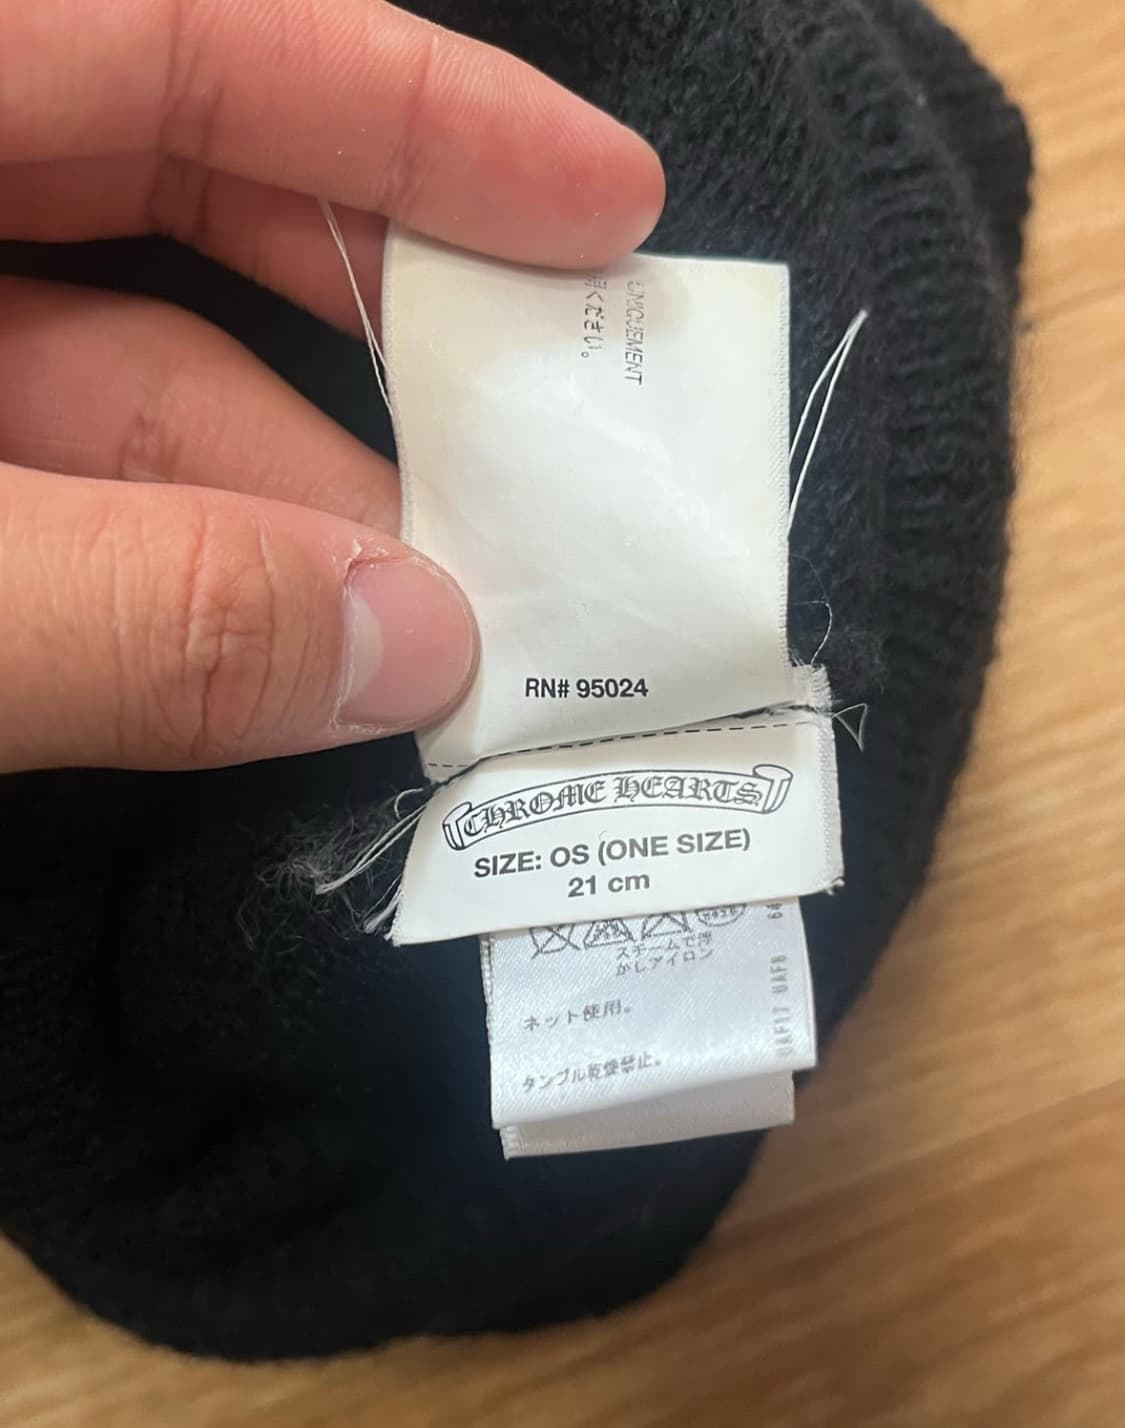 UNIQUEMENT
ください。
RN# 95024
CHROME HEARTS
SIZE: OS (ONE SIZE)
21 cm
スチームで浮
かしアイロン
ネット使用。
タンブル乾燥禁止。
UAF17 UAF8